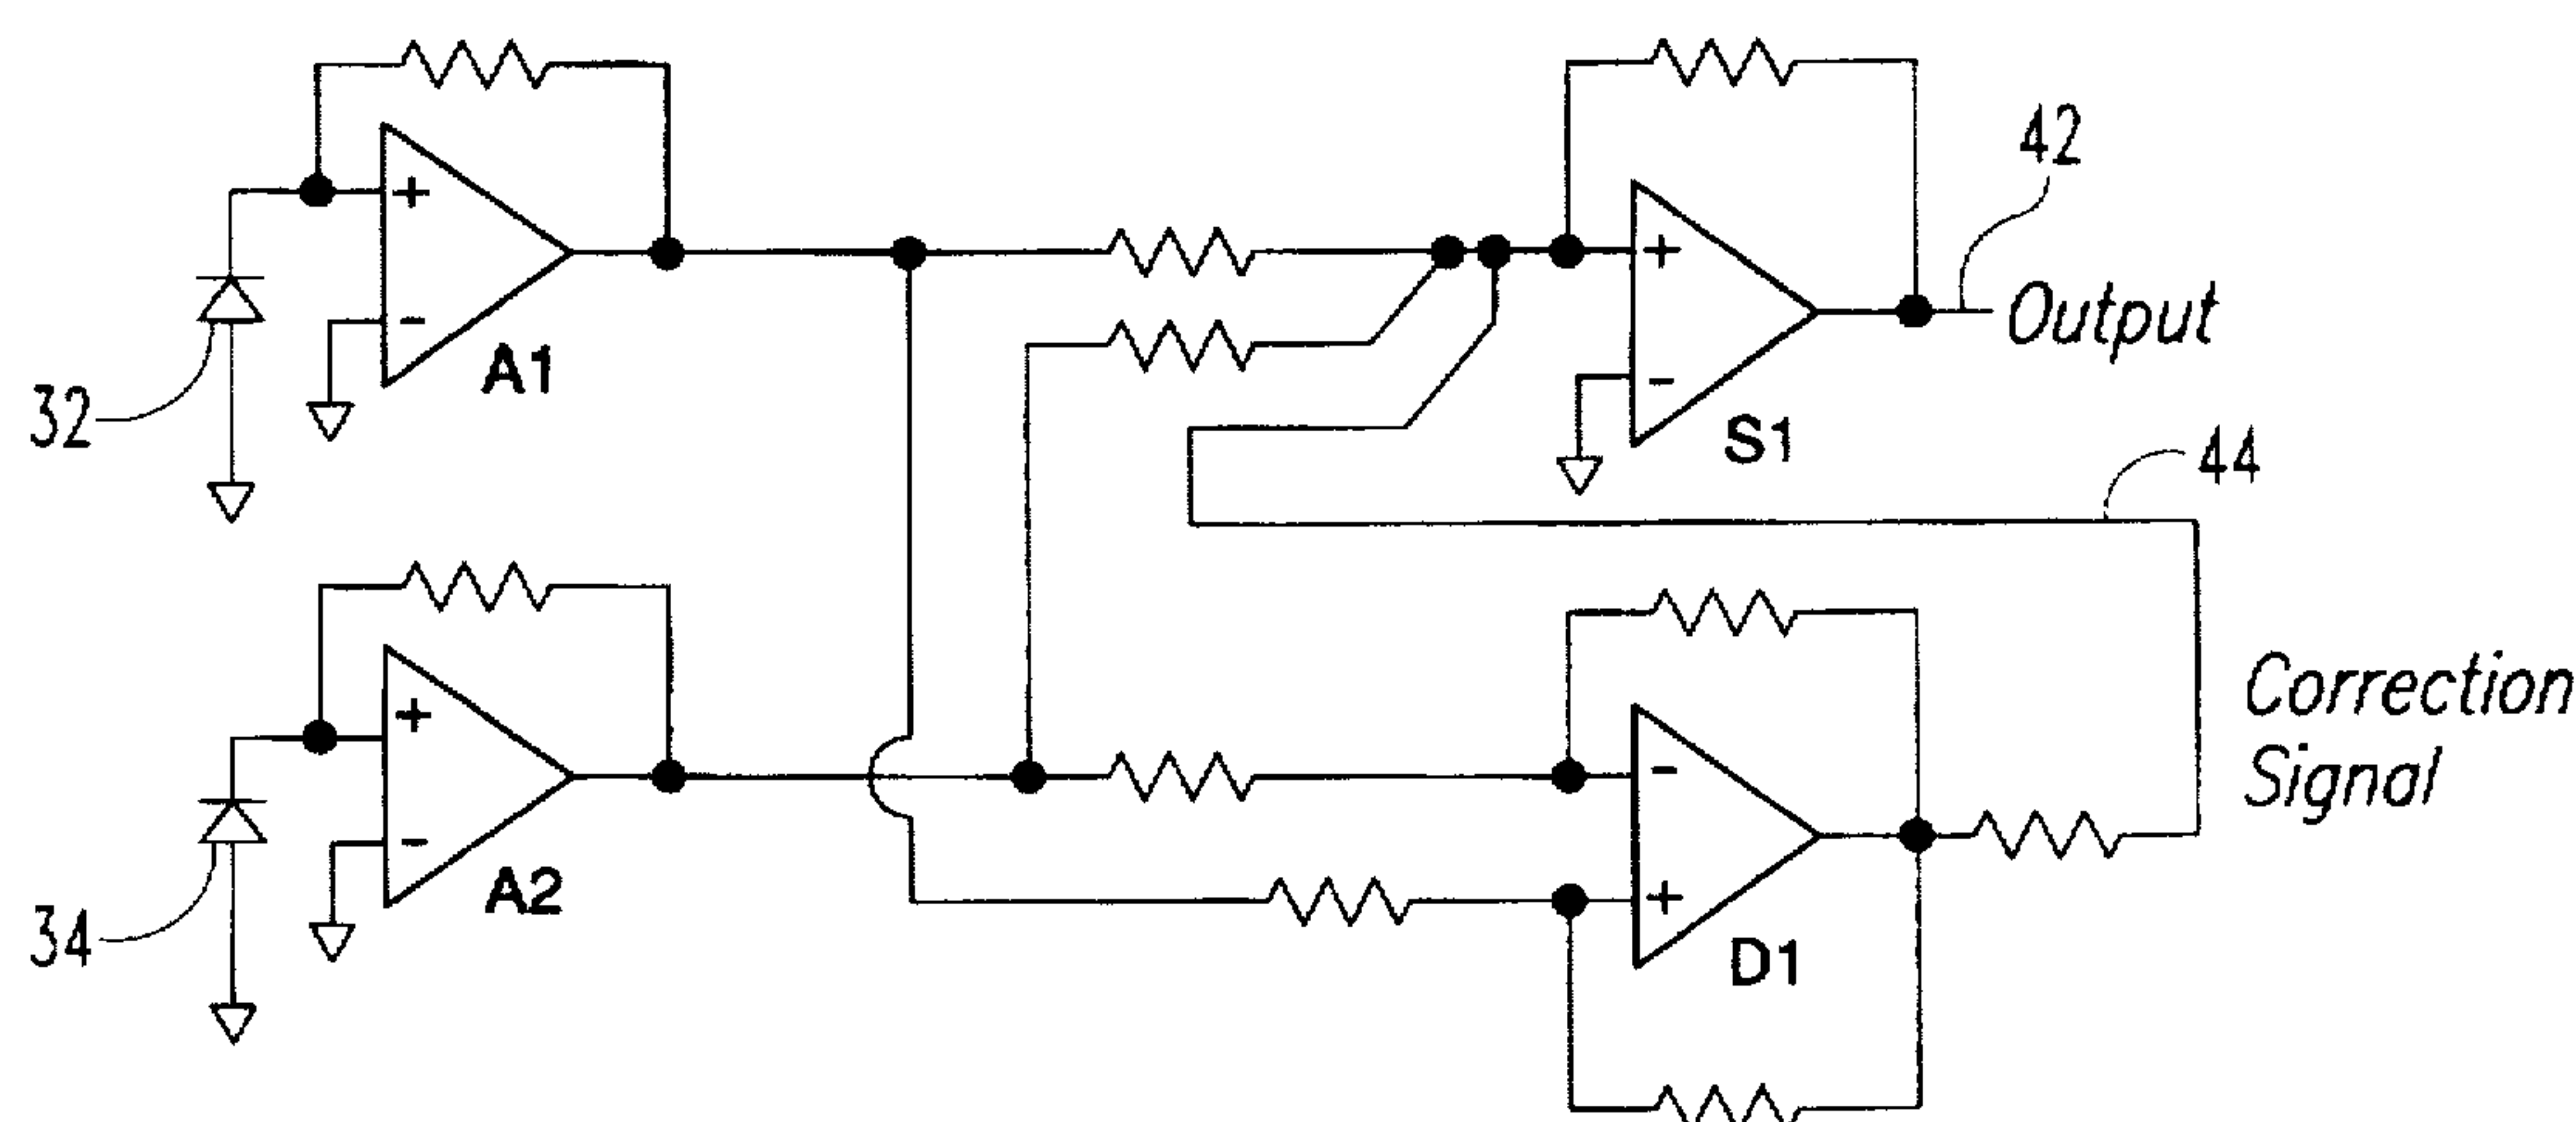 42
+
+
Output
-
-
A1
32
S1
44
+
-
Correction
Signal
-
A2
+
34
D1